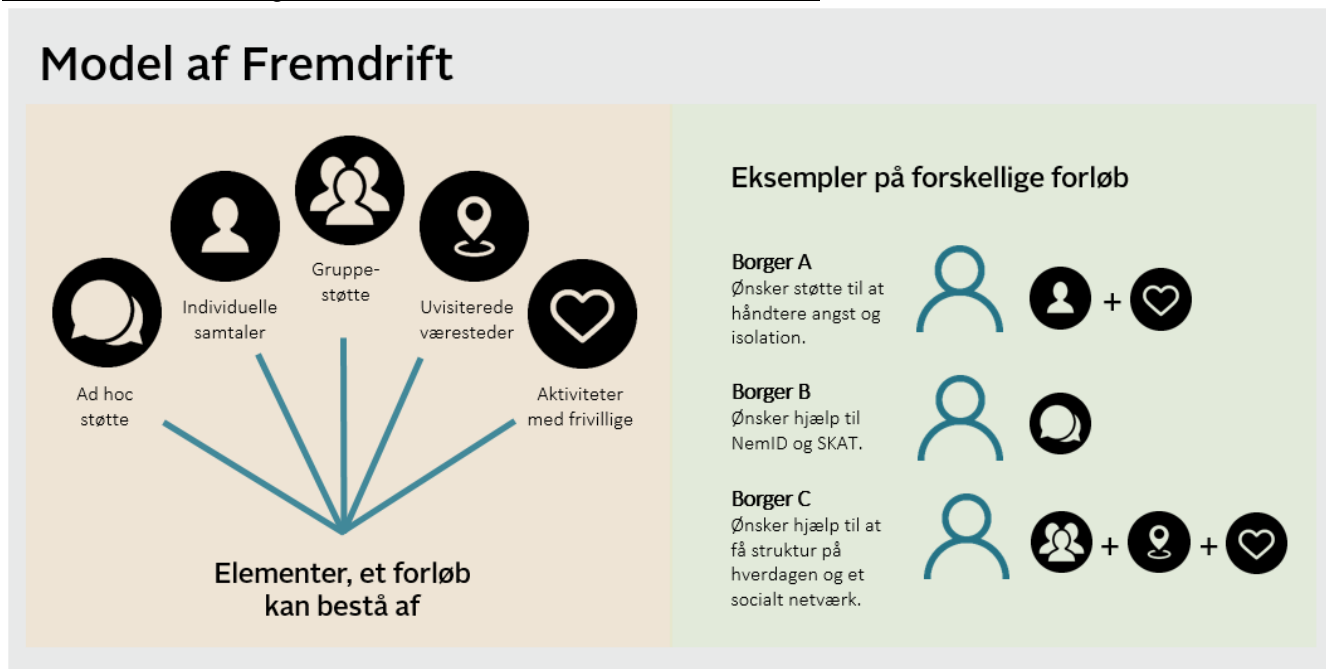 Model af Fremdrift
Ad hoc
støtte
Individuelle
samtaler
Gruppe-
støtte
Uvisiterede
væresteder
Aktiviteter
med frivillige
Elementer, et forløb
kan bestå af
Eksempler på forskellige forløb
Borger A
Ønsker støtte til at
håndtere angst og
isolation.
+
Borger B
Ønsker hjælp til
NemID og SKAT.
Borger C
Ønsker hjælp til at
få struktur på
hverdagen og et
socialt netværk.
+ +